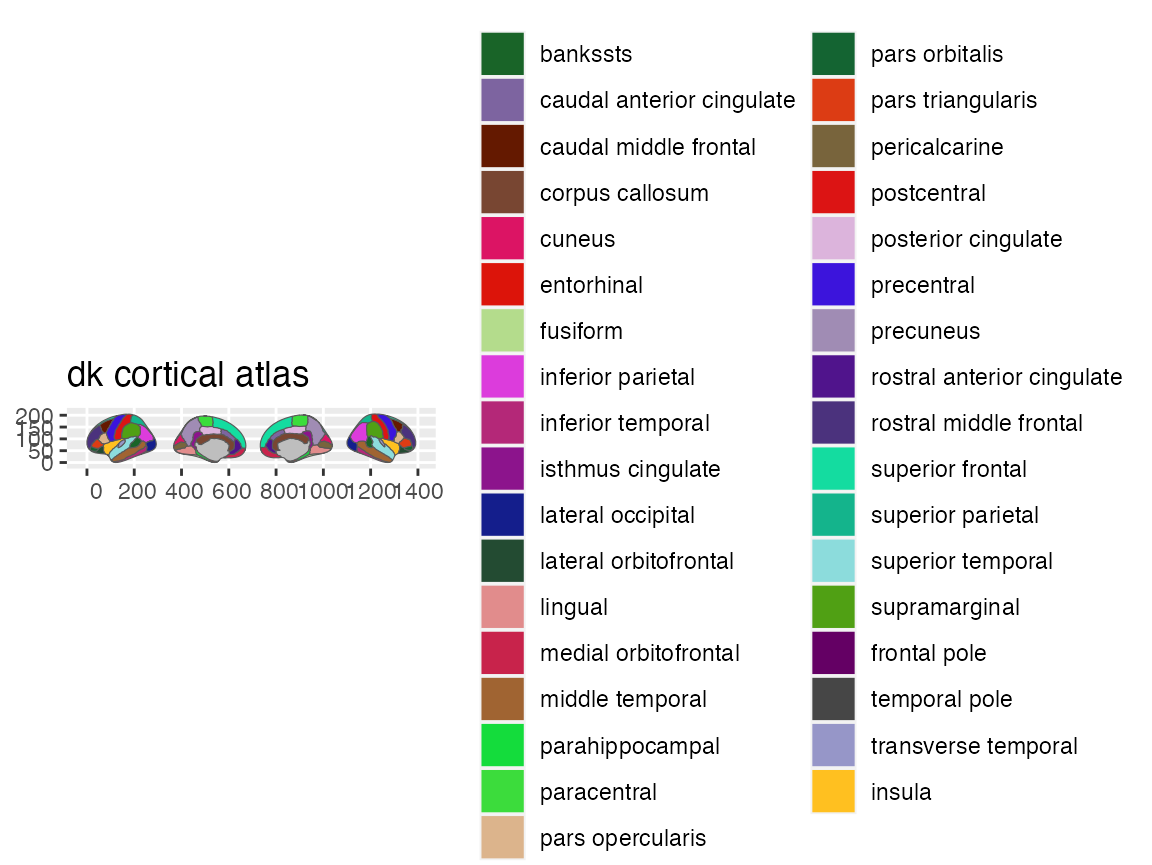 dk cortical atlas
200
150
100
50
0
0 200 400 600 800 1000 1200 1400
bankssts
caudal anterior cingulate
caudal middle frontal
corpus callosum
cuneus
entorhinal
fusiform
inferior parietal
inferior temporal
isthmus cingulate
lateral occipital
lateral orbitofrontal
lingual
medial orbitofrontal
middle temporal
parahippocampal
paracentral
pars opercularis
pars orbitalis
pars triangularis
pericalcarine
postcentral
posterior cingulate
precentral
precuneus
rostral anterior cingulate
rostral middle frontal
superior frontal
superior parietal
superior temporal
supramarginal
frontal pole
temporal pole
transverse temporal
insula